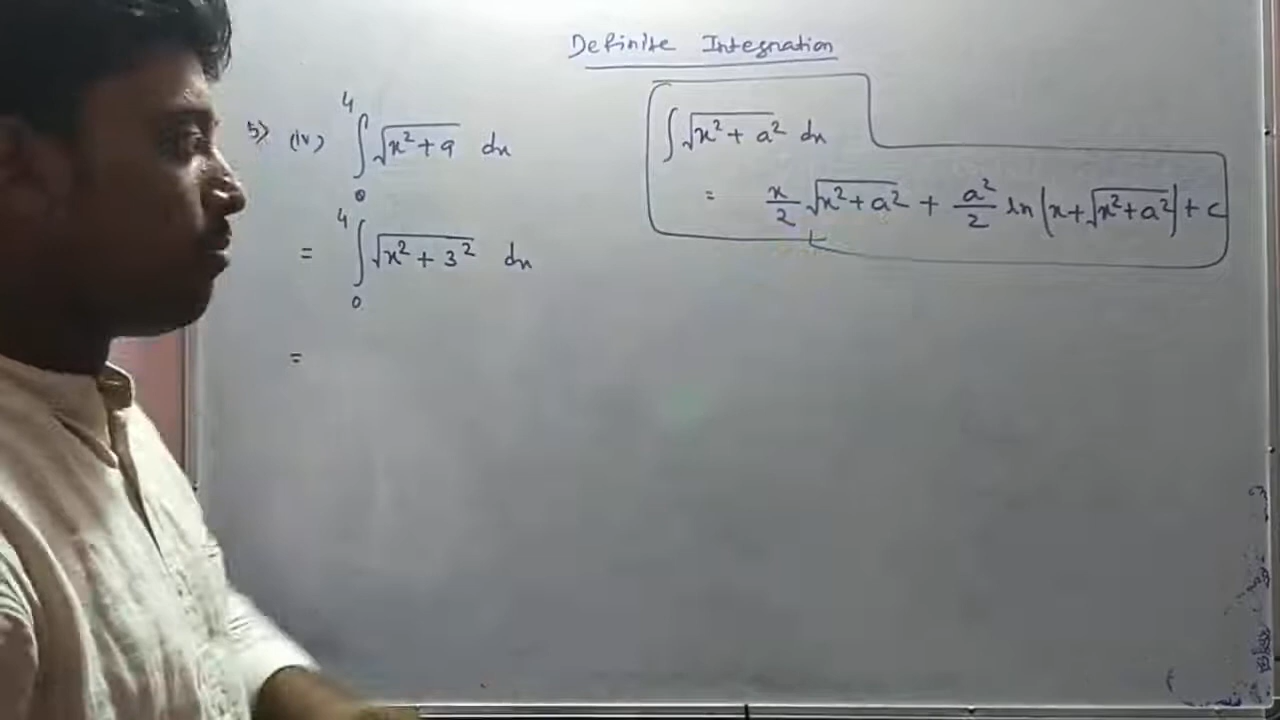 Definite Integration
5) (iv) ∫₀⁴ √(x²+9) dx
= ∫₀⁴ √(x² + 3²) dx
=
∫ √(x² + a²) dx
= x/2 √(x²+a²) + a²/2 ln |x+√(x²+a²)| + c